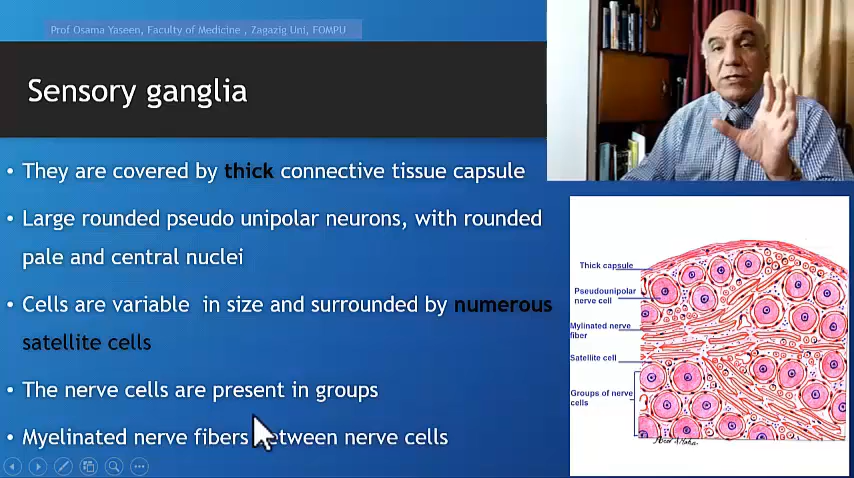 Prof Osama Yaseen, Faculty of Medicine , Zagazig Uni, FOMPU
Sensory ganglia
• They are covered by thick connective tissue capsule
• Large rounded pseudo unipolar neurons, with rounded
pale and central nuclei
• Cells are variable in size and surrounded by numerous
satellite cells
• The nerve cells are present in groups
• Myelinated nerve fibers between nerve cells
Thick capsule
Pseudounipolar
nerve cell
Mylinated nerve
fiber
Satellite cell
Groups of nerve
cells